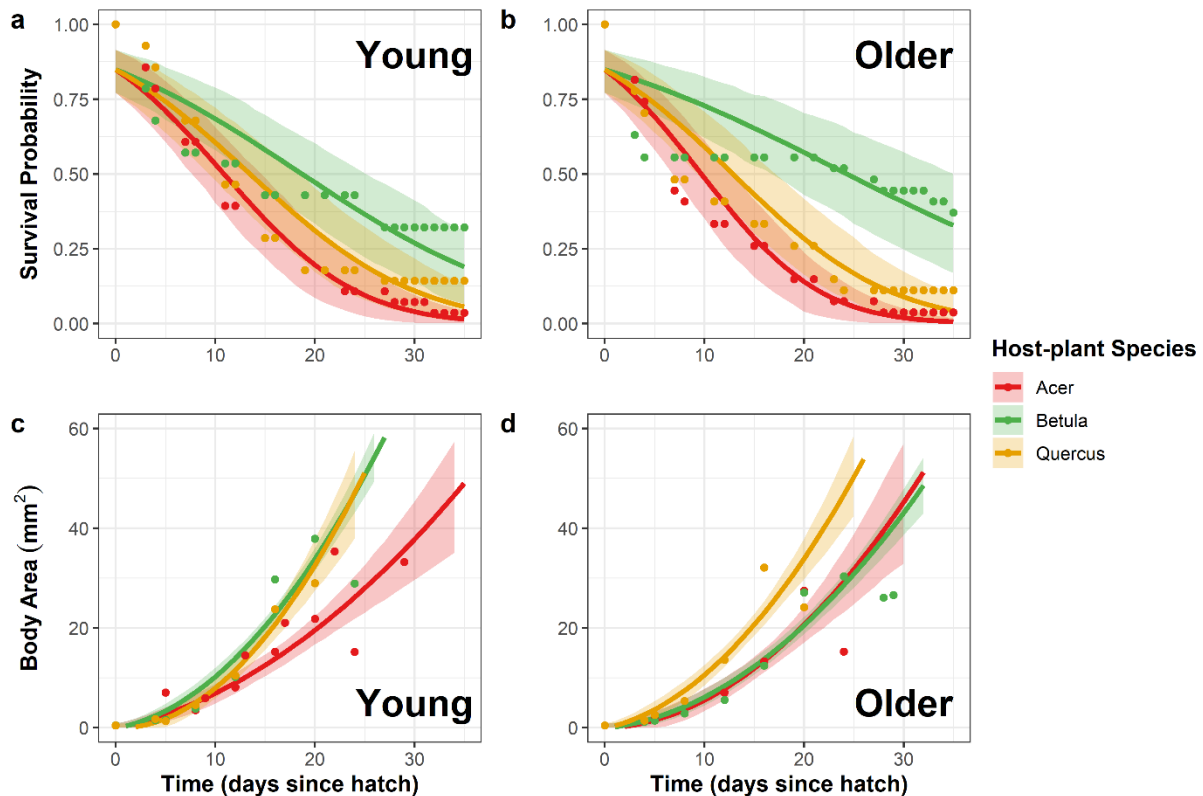 a
Young
b
Older
Survival Probability
1.00
0.75
0.50
0.25
0.00
0
10
20
30
1.00
0.75
0.50
0.25
0.00
0
10
20
30
Host-plant Species
Acer
Betula
Quercus
c
Young
d
Older
Body Area (mm²)
60
40
20
0
0
10
20
30
Time (days since hatch)
60
40
20
0
0
10
20
30
Time (days since hatch)